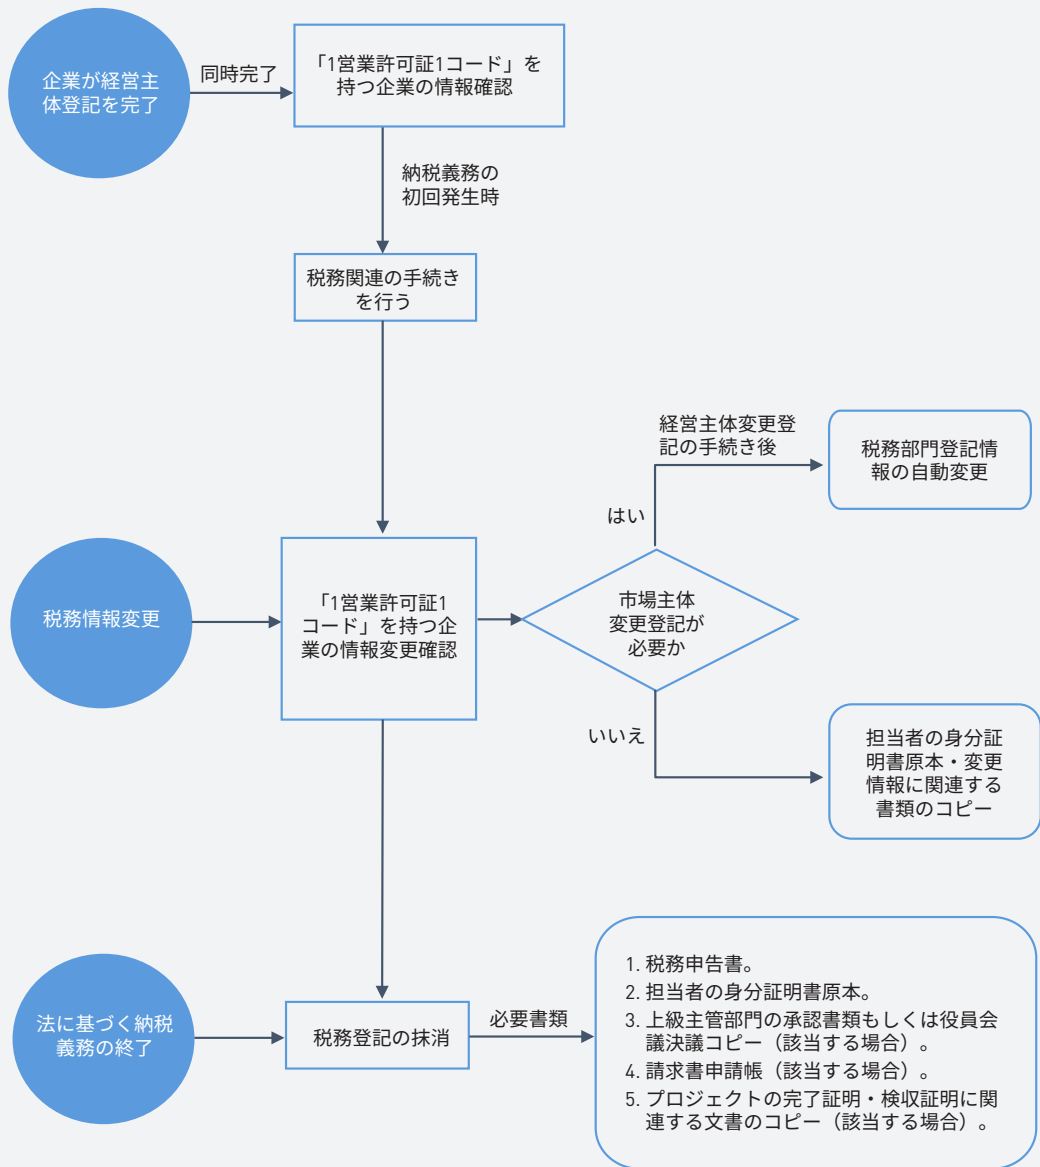 企業が経営主
体登記を完了
同時完了
「1営業許可証1コード」を
持つ企業の情報確認
納税義務の
初回発生時
税務関連の手続き
を行う
経営主体変更登
記の手続き後
税務部門登記情
報の自動変更
はい
税務情報変更
「1営業許可証1
コード」を持つ企
業の情報変更確認
市場主体
変更登記が
必要か
いいえ
担当者の身分証
明書原本・変更
情報に関連する
書類のコピー
法に基づく納税
義務の終了
税務登記の抹消
必要書類
1. 税務申告書。
2. 担当者の身分証明書原本。
3. 上級主管部門の承認書類もしくは役員会
議決議コピー（該当する場合）。
4. 請求書申請帳（該当する場合）。
5. プロジェクトの完了証明・検収証明に関
連する文書のコピー（該当する場合）。